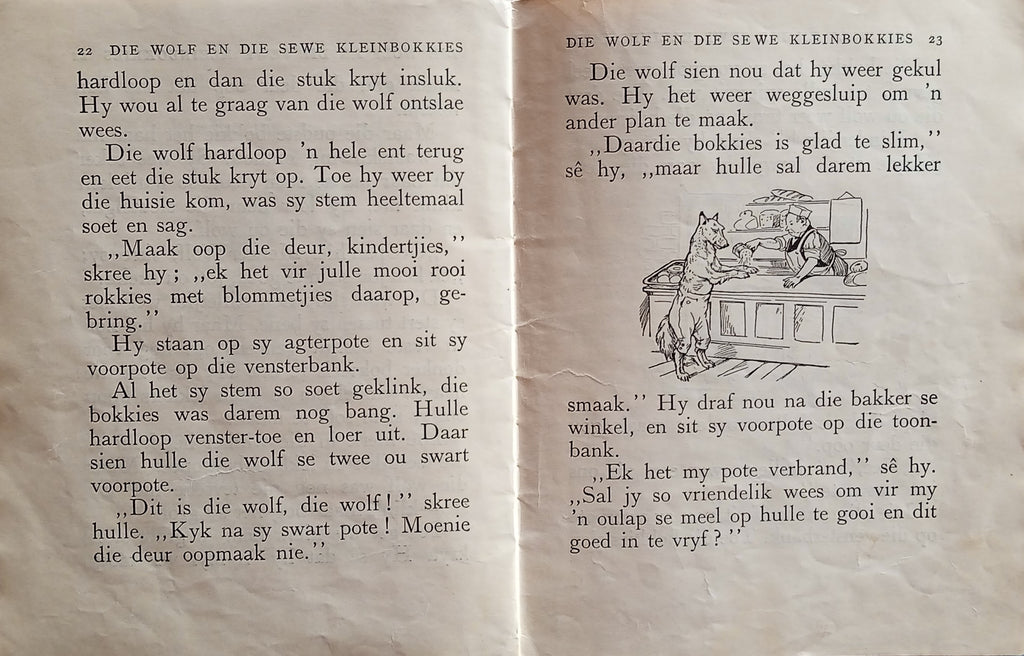 22 DIE WOLF EN DIE SEWE KLEINBOKKIES
hardloop en dan die stuk kryt insluk.
Hy wou al te graag van die wolf ontslae
wees.
Die wolf hardloop 'n hele ent terug
en eet die stuk kryt op. Toe hy weer by
die huisie kom, was sy stem heeltemaal
soet en sag.
,,Maak oop die deur, kindertjies,''
skree hy ; ,,ek het vir julle mooi rooi
rokkies met blommetjies daarop, ge-
bring.''
Hy staan op sy agterpote en sit sy
voorpote op die vensterbank.
Al het sy stem so soet geklink, die
bokkies was darem nog bang. Hulle
hardloop venster-toe en loer uit. Daar
sien hulle die wolf se twee ou swart
voorpote.
,,Dit is die wolf, die wolf !'' skree
hulle. ,,Kyk na sy swart pote ! Moenie
die deur oopmaak nie.''
DIE WOLF EN DIE SEWE KLEINBOKKIES 23
Die wolf sien nou dat hy weer gekul
was. Hy het weer weggesluip om 'n
ander plan te maak.
,,Daardie bokkies is glad te slim,''
sê hy, ,,maar hulle sal darem lekker
smaak.'' Hy draf nou na die bakker se
winkel, en sit sy voorpote op die toon-
bank.
,,Ek het my pote verbrand,'' sê hy.
,,Sal jy so vriendelik wees om vir my
'n oulap se meel op hulle te gooi en dit
goed in te vryf ? ''